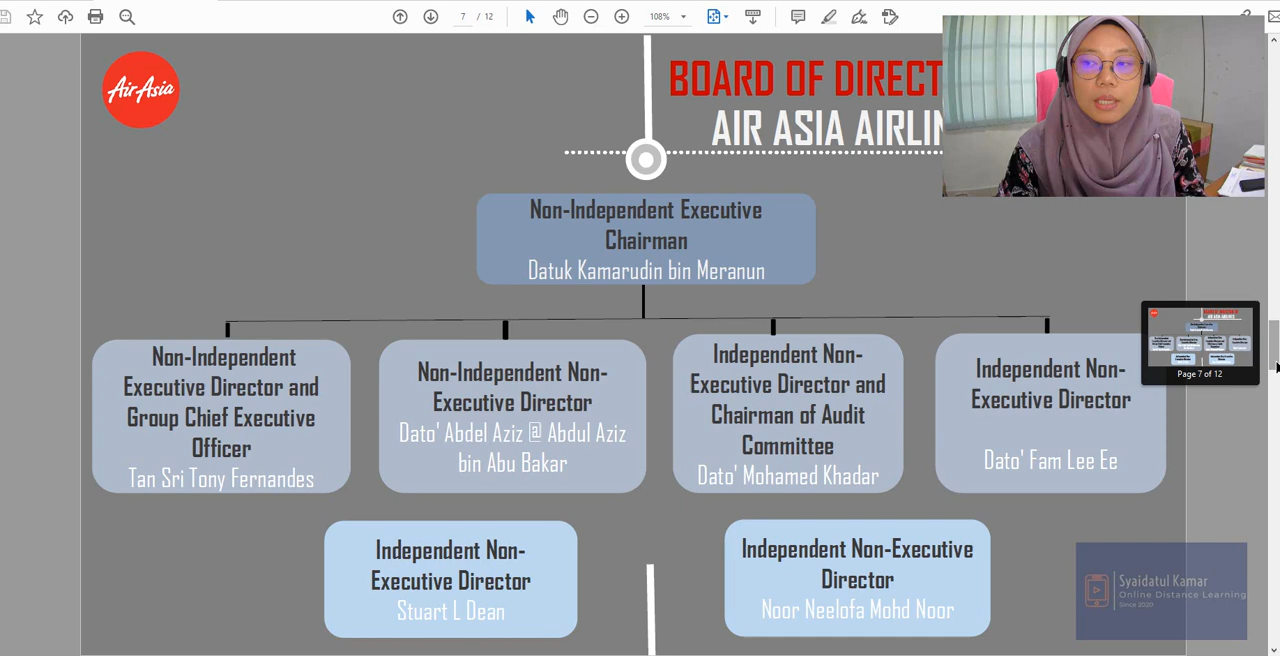 7 / 12
108%
AirAsia
BOARD OF DIRECT
AIR ASIA AIRLIN
Non-Independent Executive
Chairman
Datuk Kamarudin bin Meranun
Non-Independent
Executive Director and
Group Chief Executive
Officer
Tan Sri Tony Fernandes
Non-Independent Non-
Executive Director
Dato' Abdel Aziz @ Abdul Aziz
bin Abu Bakar
Independent Non-
Executive Director and
Chairman of Audit
Committee
Dato' Mohamed Khadar
Independent Non-
Executive Director
Dato' Fam Lee Ee
Page 7 of 12
Independent Non-
Executive Director
Stuart L Dean
Independent Non-Executive
Director
Noor Neelofa Mohd Noor
Syaidatul Kamar
Online Distance Learning
Since 2020